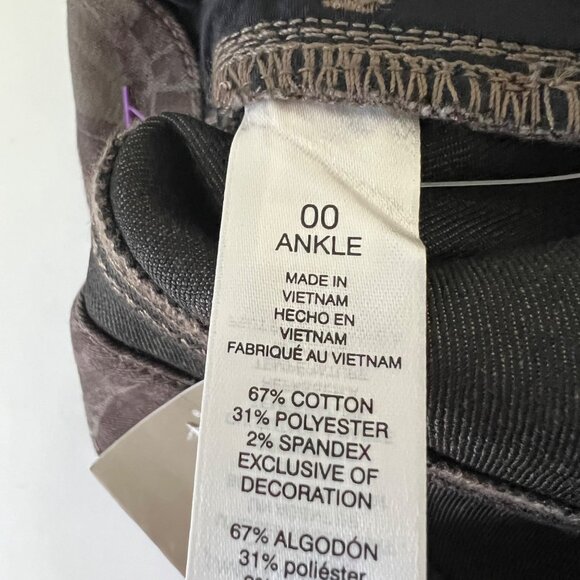 00
ANKLE
MADE IN
VIETNAM
HECHO EN
VIETNAM
FABRIQUÉ AU VIETNAM
67% COTTON
31% POLYESTER
2% SPANDEX
EXCLUSIVE OF
DECORATION
67% ALGODÓN
31% poliéster